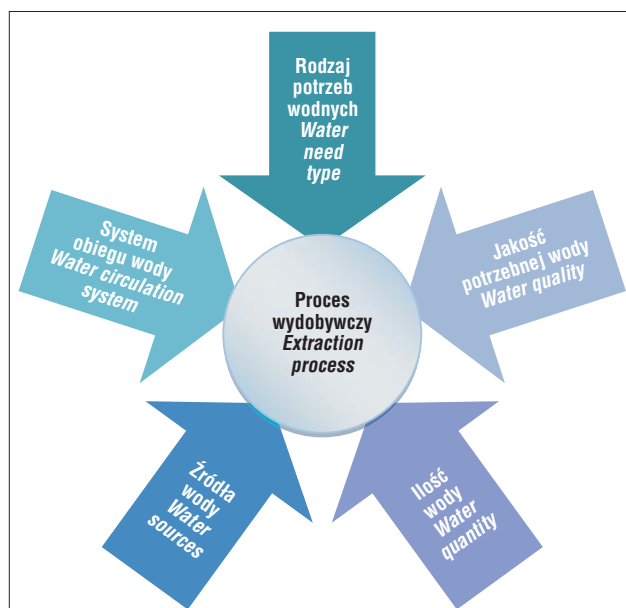 Rodzaj
potrzeb
wodnych
Water
need
type
System
obiegu wody
Water circulation
system
Jakość
potrzebnej wody
Water quality
Proces
wydobywczy
Extraction
process
Źródła
wody
Water
sources
Ilość
wody
Water
quantity